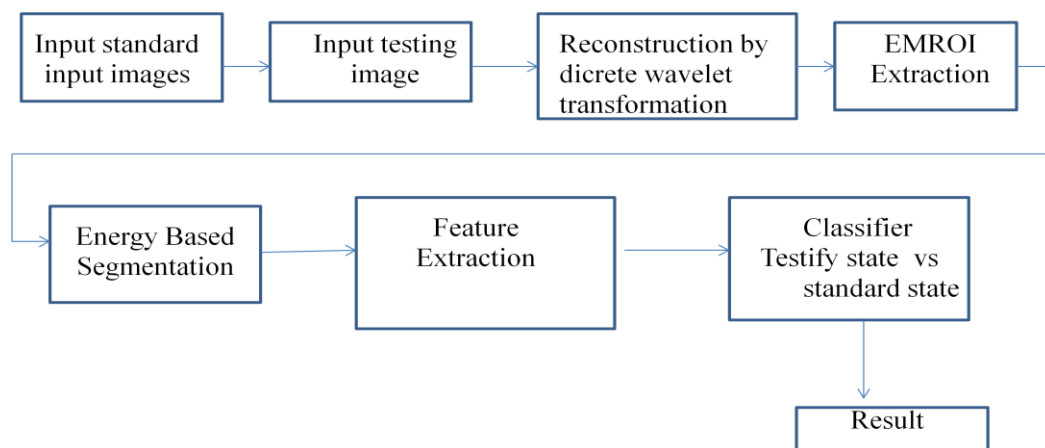 Input standard
input images
Input testing
image
Reconstruction by
dicrete wavelet
transformation
EMROI
Extraction
Energy Based
Segmentation
Feature
Extraction
Classifier
Testify state vs
standard state
Result